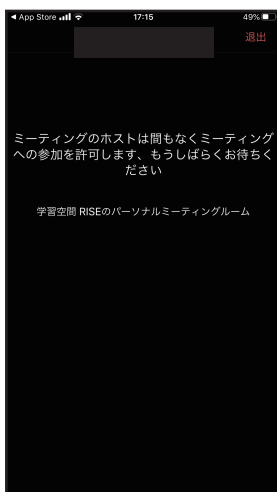 ◀ App Store 17:15 49%
退出
ミーティングのホストは間もなくミーティング
への参加を許可します、もうしばらくお待ちく
ださい
学習空間 RISEのパーソナルミーティングルーム